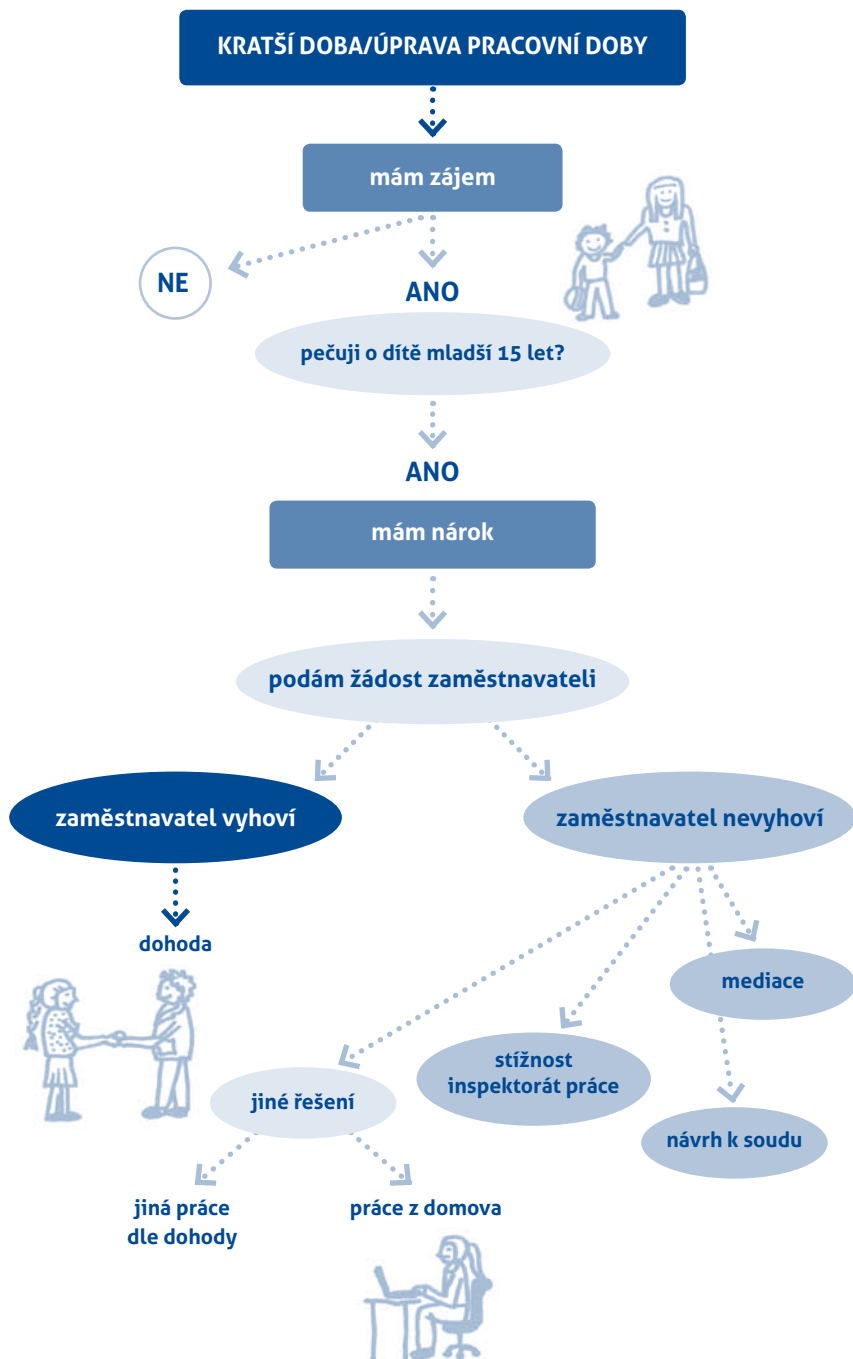 KRATŠÍ DOBA/ÚPRAVA PRACOVNÍ DOBY
mám zájem
NE
ANO
pečuji o dítě mladší 15 let?
ANO
mám nárok
podám žádost zaměstnavateli
zaměstnavatel vyhoví
zaměstnavatel nevyhoví
dohoda
mediace
stížnost
inspektorát práce
jiné řešení
návrh k soudu
jiná práce
dle dohody
práce z domova